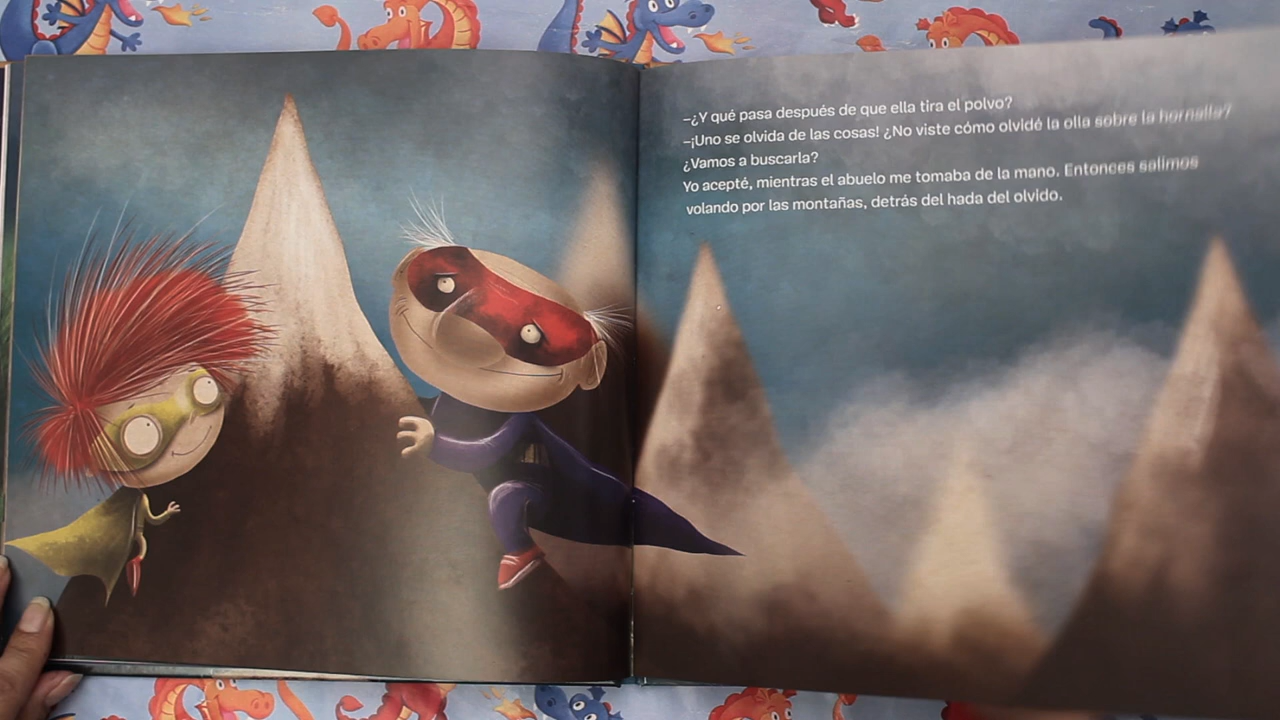 –¿Y qué pasa después de que ella tira el polvo?
–¡Uno se olvida de las cosas! ¿No viste cómo olvidé la olla sobre la hornalla?
¿Vamos a buscarla?
Yo acepté, mientras el abuelo me tomaba de la mano. Entonces salimos
volando por las montañas, detrás del hada del olvido.